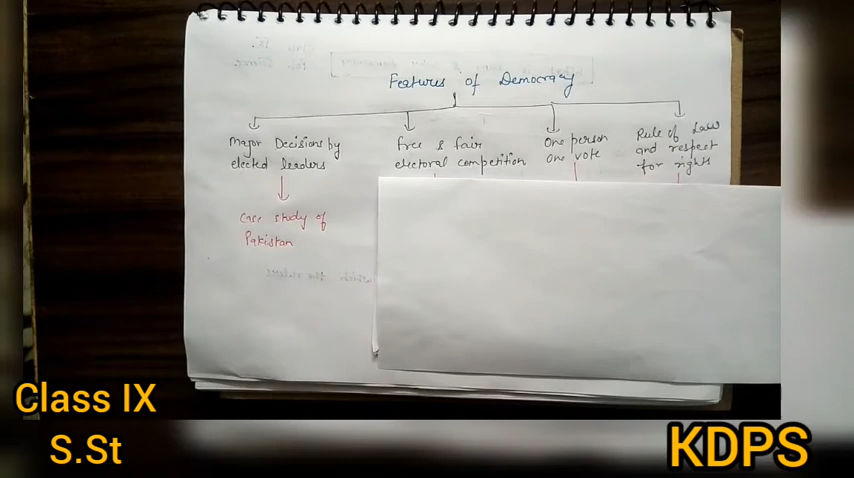 Features of Democracy
Major Decisions by
elected leaders
Free & fair
electoral competition
One person
one vote
Rule of Law
and respect
for rights
Case study of
Pakistan
Class IX
S.St
KDPS